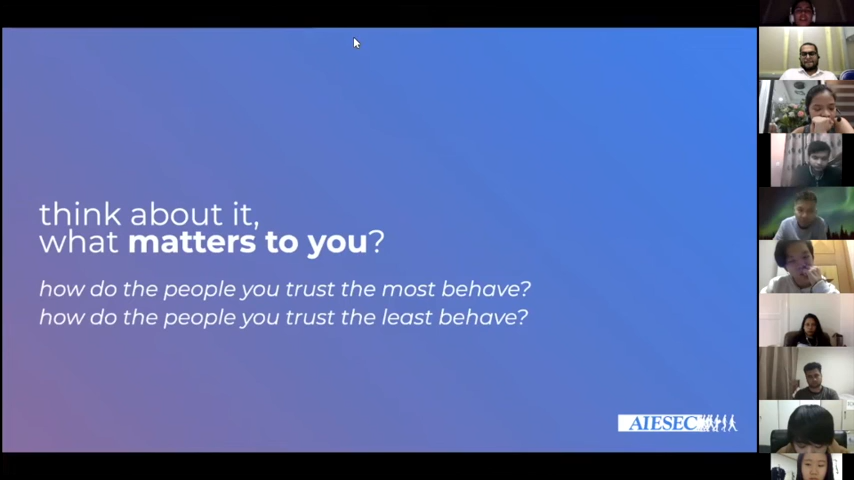 think about it,
what matters to you?
how do the people you trust the most behave?
how do the people you trust the least behave?
AIESEC